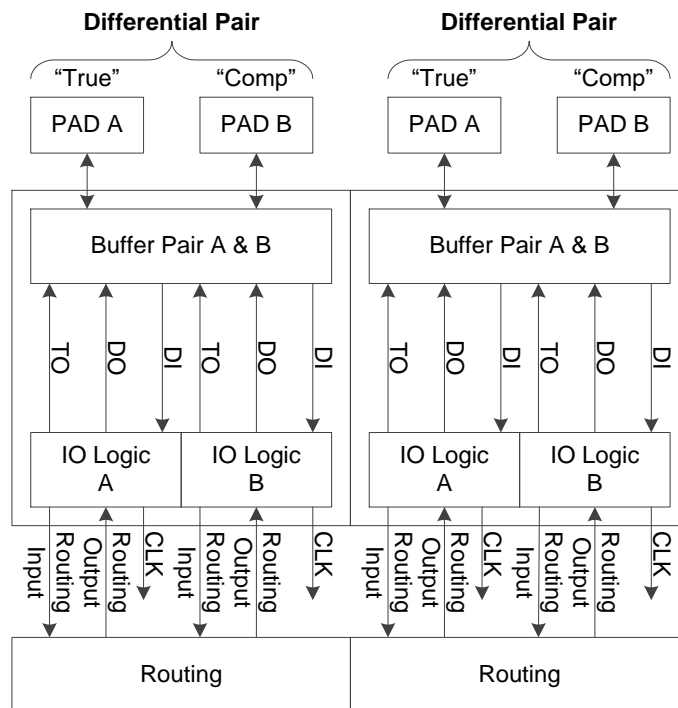 Differential Pair Differential Pair
“True” “Comp” “True” “Comp”
PAD A PAD B PAD A PAD B
Buffer Pair A & B Buffer Pair A & B
TO DO DI TO DO DI TO DO DI TO DO DI
IO Logic IO Logic IO Logic IO Logic
A B A B
Routing Input Routing Output CLK Routing Input Routing Output CLK Routing Input Routing Output CLK Routing Input Routing Output CLK
Routing Routing